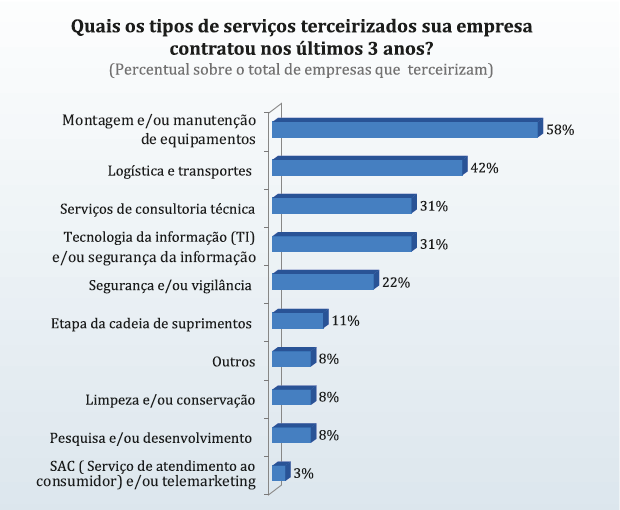 Quais os tipos de serviços terceirizados sua empresa
contratou nos últimos 3 anos?
(Percentual sobre o total de empresas que terceirizam)
Montagem e/ou manutenção
de equipamentos
58%
Logística e transportes
42%
Serviços de consultoria técnica
31%
Tecnologia da informação (TI)
e/ou segurança da informação
31%
Segurança e/ou vigilância
22%
Etapa da cadeia de suprimentos
11%
Outros
8%
Limpeza e/ou conservação
8%
Pesquisa e/ou desenvolvimento
8%
SAC ( Serviço de atendimento ao
consumidor) e/ou telemarketing
3%